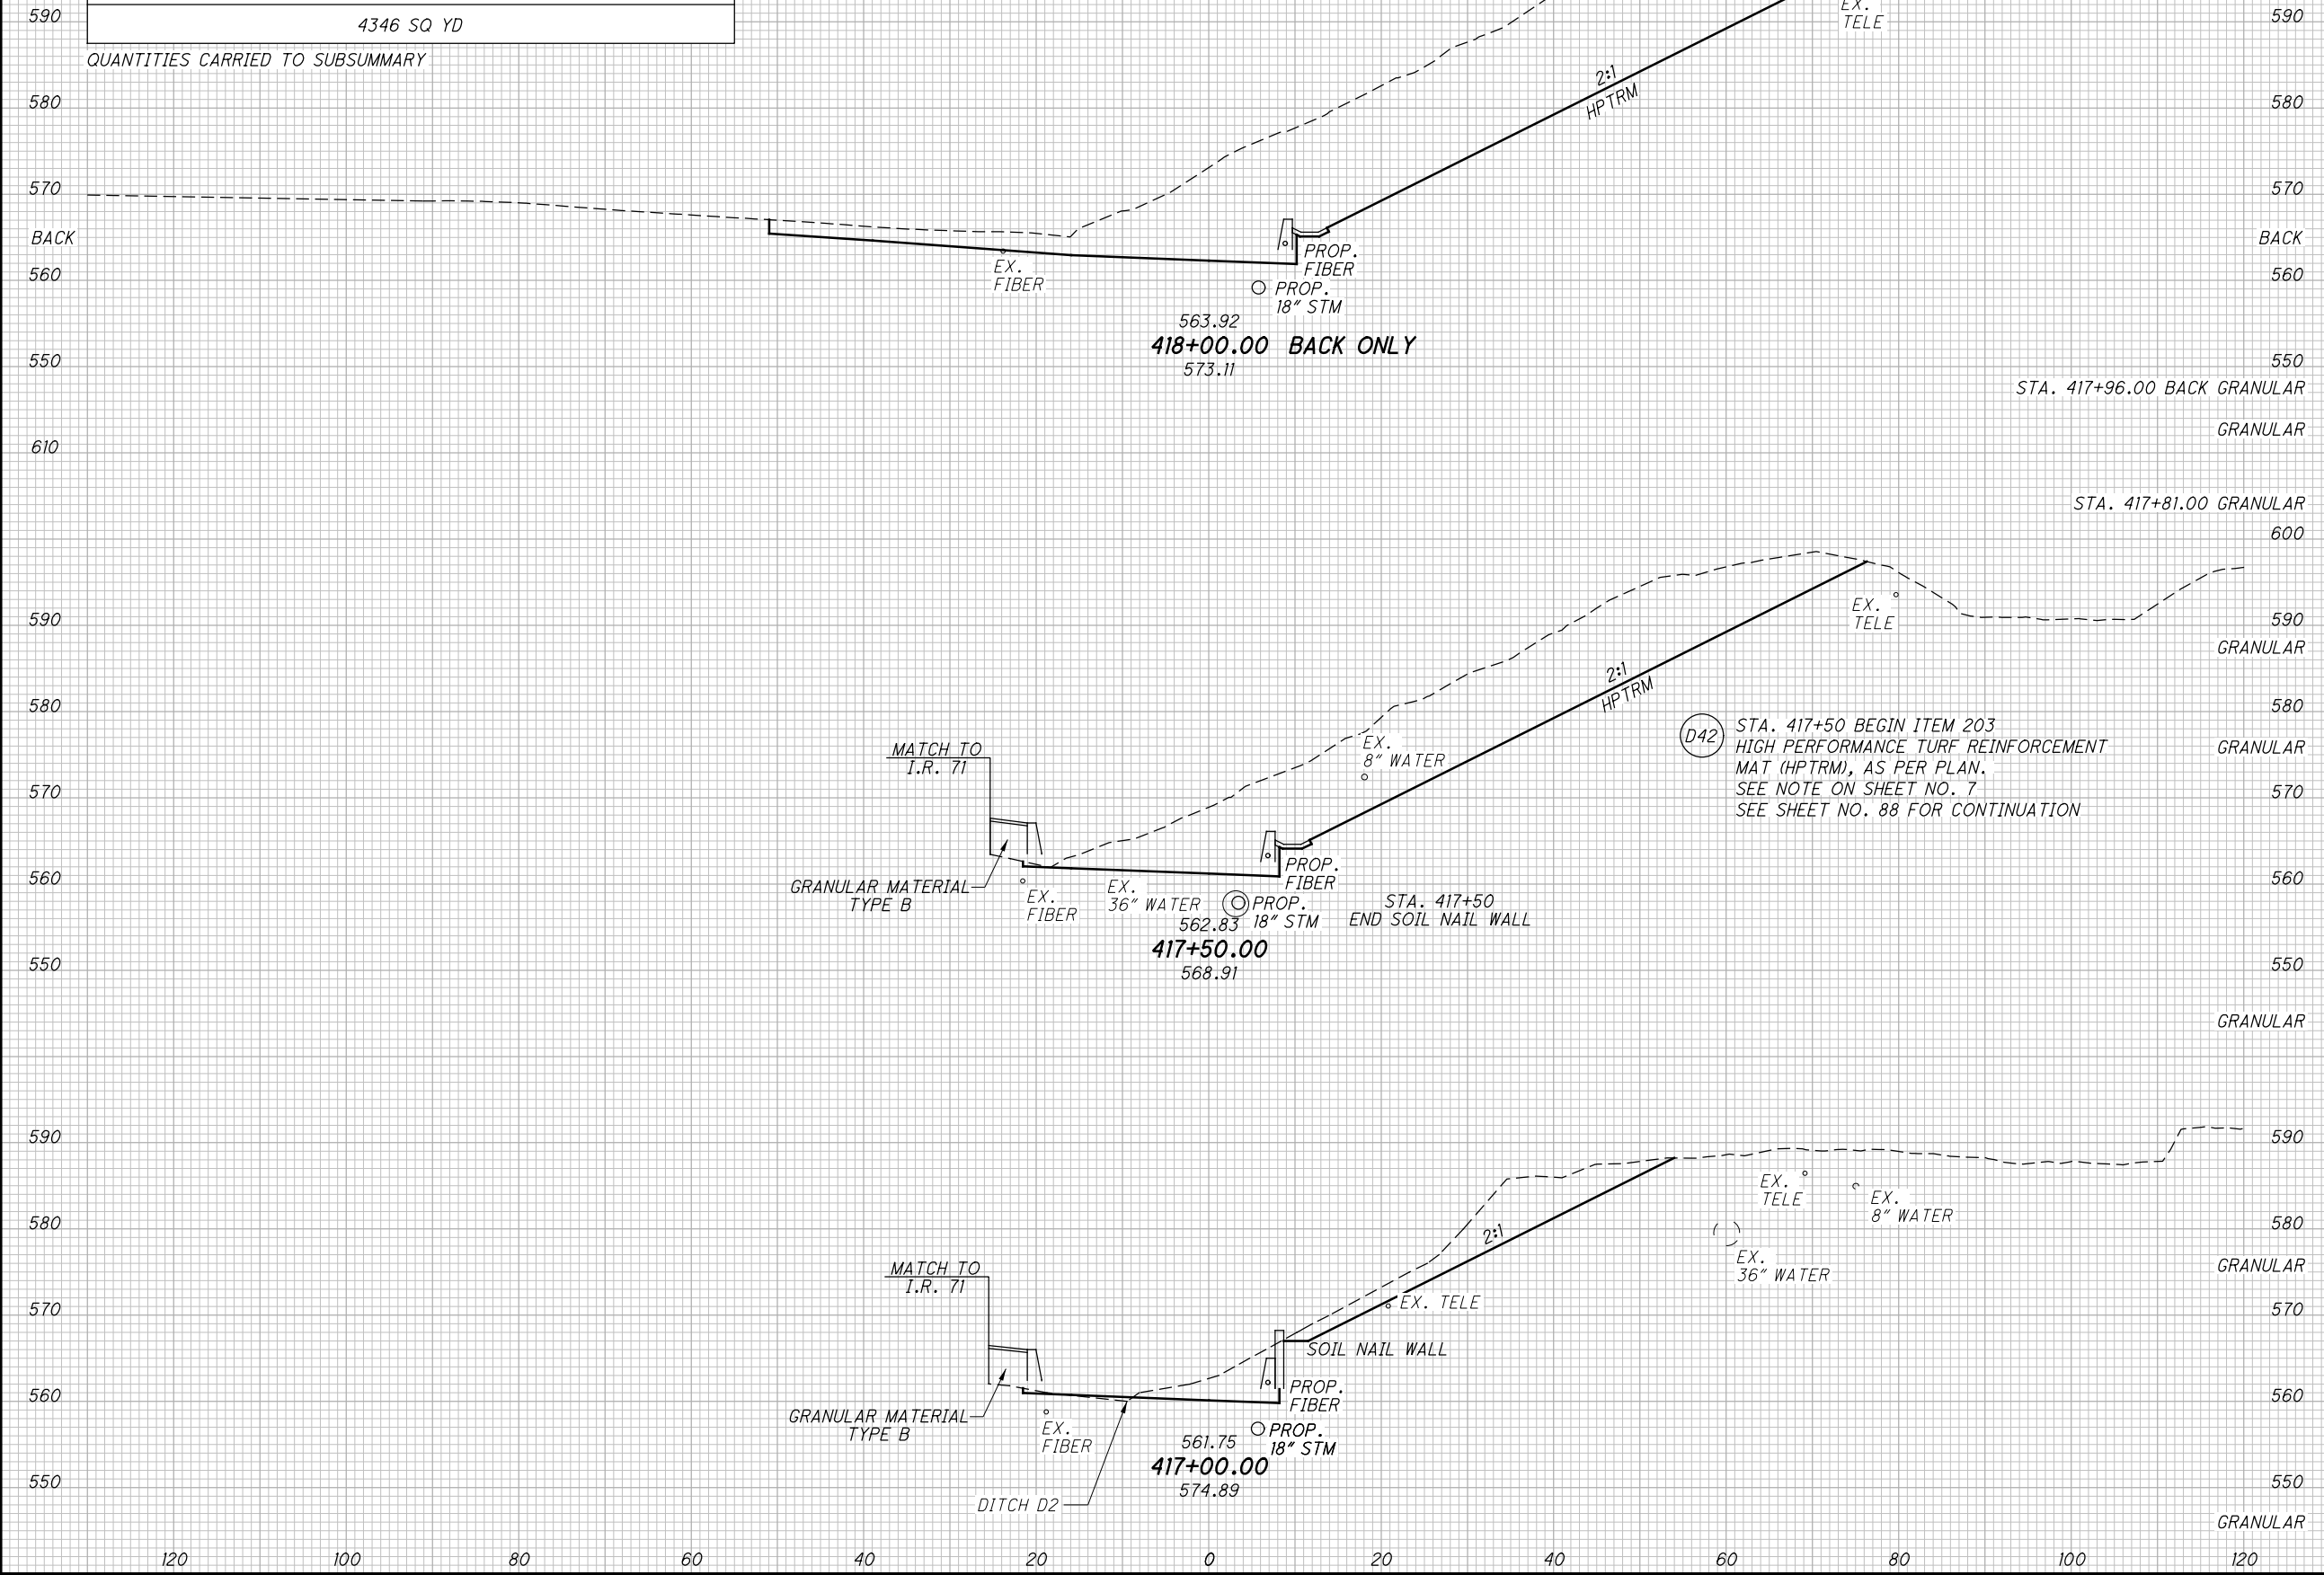 590
4346 SQ YD
EX.
TELE
590
QUANTITIES CARRIED TO SUBSUMMARY
580
2:1
HPTRM
580
570
570
BACK
BACK
560
EX.
FIBER
PROP.
FIBER
560
PROP.
18" STM
563.92
418+00.00 BACK ONLY
573.11
550
550
STA. 417+96.00 BACK GRANULAR
GRANULAR
610
STA. 417+81.00 GRANULAR
600
590
EX.
TELE
590
GRANULAR
580
2:1
HPTRM
580
D42
STA. 417+50 BEGIN ITEM 203
HIGH PERFORMANCE TURF REINFORCEMENT
MAT (HPTRM), AS PER PLAN.
SEE NOTE ON SHEET NO. 7
SEE SHEET NO. 88 FOR CONTINUATION
GRANULAR
MATCH TO
I.R. 71
EX.
8" WATER
570
570
560
GRANULAR MATERIAL
TYPE B
EX.
FIBER
EX.
36" WATER
PROP.
FIBER
PROP.
18" STM
STA. 417+50
END SOIL NAIL WALL
560
562.83
417+50.00
568.91
550
550
GRANULAR
590
590
EX.
TELE
EX.
8" WATER
580
2:1
580
EX.
36" WATER
GRANULAR
MATCH TO
I.R. 71
570
EX. TELE
570
SOIL NAIL WALL
560
PROP.
FIBER
560
GRANULAR MATERIAL
TYPE B
EX.
FIBER
PROP.
18" STM
561.75
417+00.00
574.89
550
DITCH D2
550
GRANULAR
120 100 80 60 40 20 0 20 40 60 80 100 120